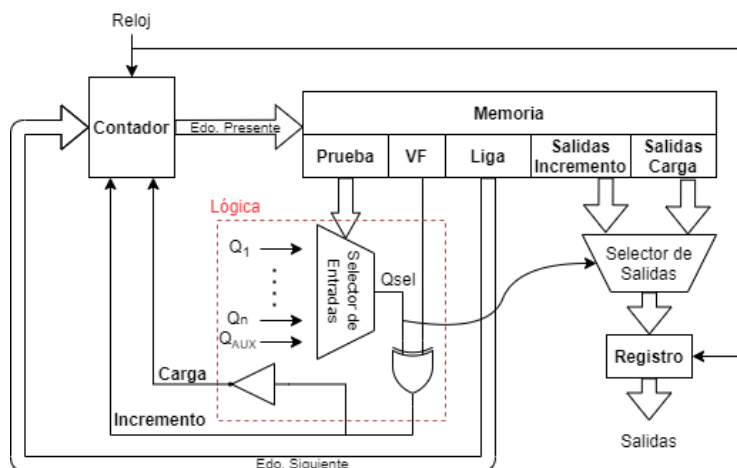 Reloj
Contador
Edo. Presente
Memoria
Prueba
VF
Liga
Salidas
Incremento
Salidas
Carga
Lógica
Q1
Qn
QAUX
Selector de
Entradas
Qsel
Selector de
Salidas
Registro
Salidas
Carga
Incremento
Edo. Siguiente